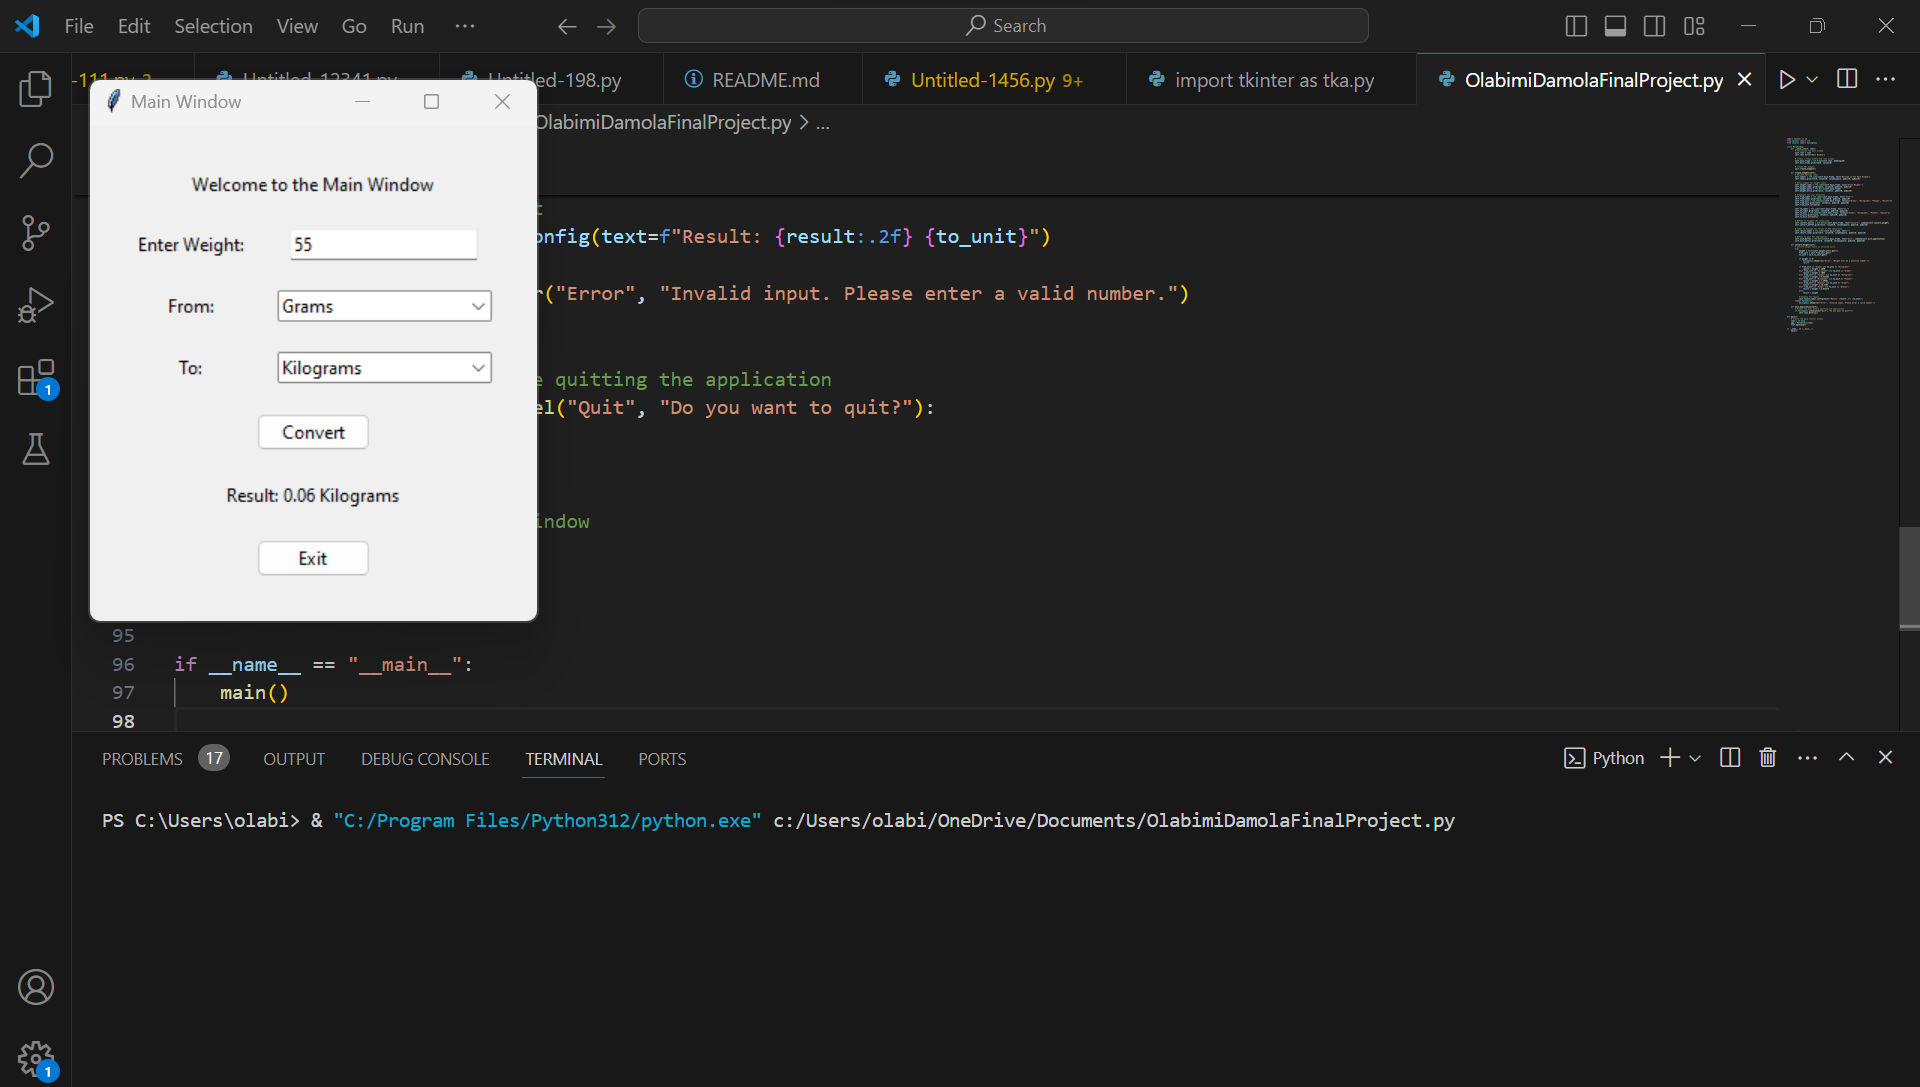 File Edit Selection View Go Run ··· Search
-111.py 2 Untitled-12341.py Untitled-198.py README.md Untitled-1456.py 9+ import tkinter as tka.py OlabimiDamolaFinalProject.py
OlabimiDamolaFinalProject.py > ...
Main Window
Welcome to the Main Window
Enter Weight: 55
From: Grams
To: Kilograms
Convert
Result: 0.06 Kilograms
Exit
onfig(text=f"Result: {result:.2f} {to_unit}")
r("Error", "Invalid input. Please enter a valid number.")
e quitting the application
el("Quit", "Do you want to quit?"):
indow
95
96 if __name__ == "__main__":
97 main()
98
PROBLEMS 17 OUTPUT DEBUG CONSOLE TERMINAL PORTS Python
PS C:\Users\olabi> & "C:/Program Files/Python312/python.exe" c:/Users/olabi/OneDrive/Documents/OlabimiDamolaFinalProject.py
1
1